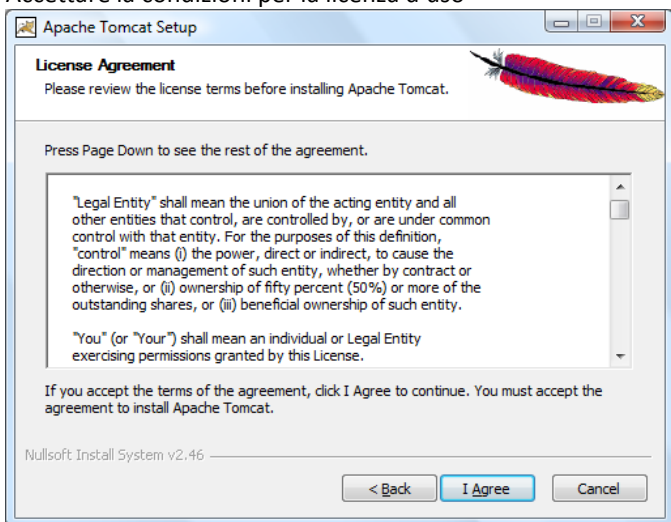 Accettare la condizioni per la licenza d'uso
Apache Tomcat Setup
License Agreement
Please review the license terms before installing Apache Tomcat.
Press Page Down to see the rest of the agreement.
"Legal Entity" shall mean the union of the acting entity and all
other entities that control, are controlled by, or are under common
control with that entity. For the purposes of this definition,
"control" means (i) the power, direct or indirect, to cause the
direction or management of such entity, whether by contract or
otherwise, or (ii) ownership of fifty percent (50%) or more of the
outstanding shares, or (iii) beneficial ownership of such entity.
"You" (or "Your") shall mean an individual or Legal Entity
exercising permissions granted by this License.
If you accept the terms of the agreement, click I Agree to continue. You must accept the
agreement to install Apache Tomcat.
Nullsoft Install System v2.46
< Back I Agree Cancel